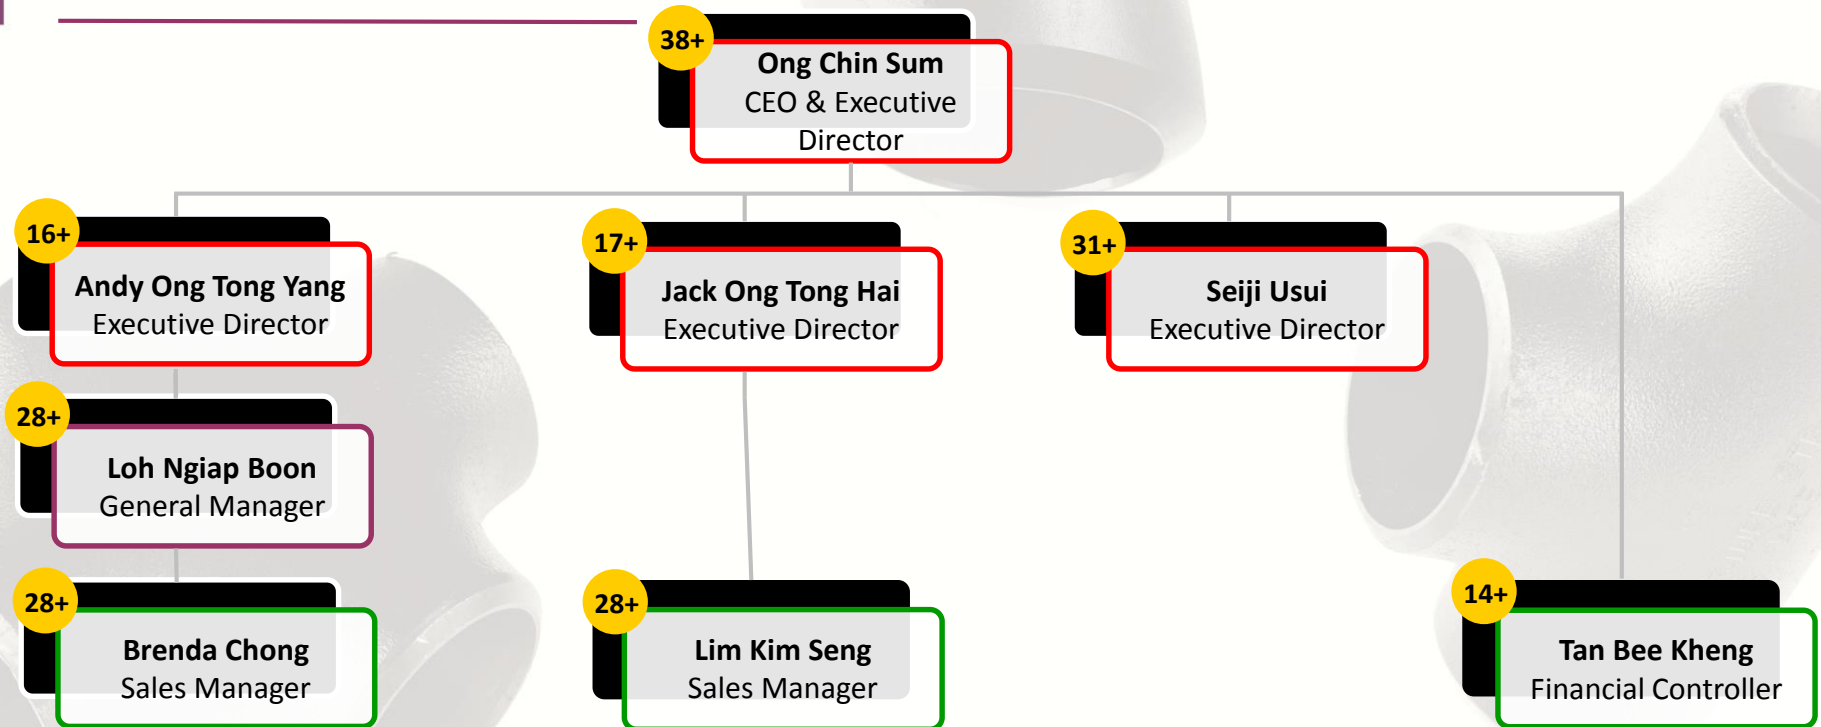 38+
Ong Chin Sum
CEO & Executive
Director
16+
Andy Ong Tong Yang
Executive Director
17+
Jack Ong Tong Hai
Executive Director
31+
Seiji Usui
Executive Director
28+
Loh Ngiap Boon
General Manager
28+
Brenda Chong
Sales Manager
28+
Lim Kim Seng
Sales Manager
14+
Tan Bee Kheng
Financial Controller